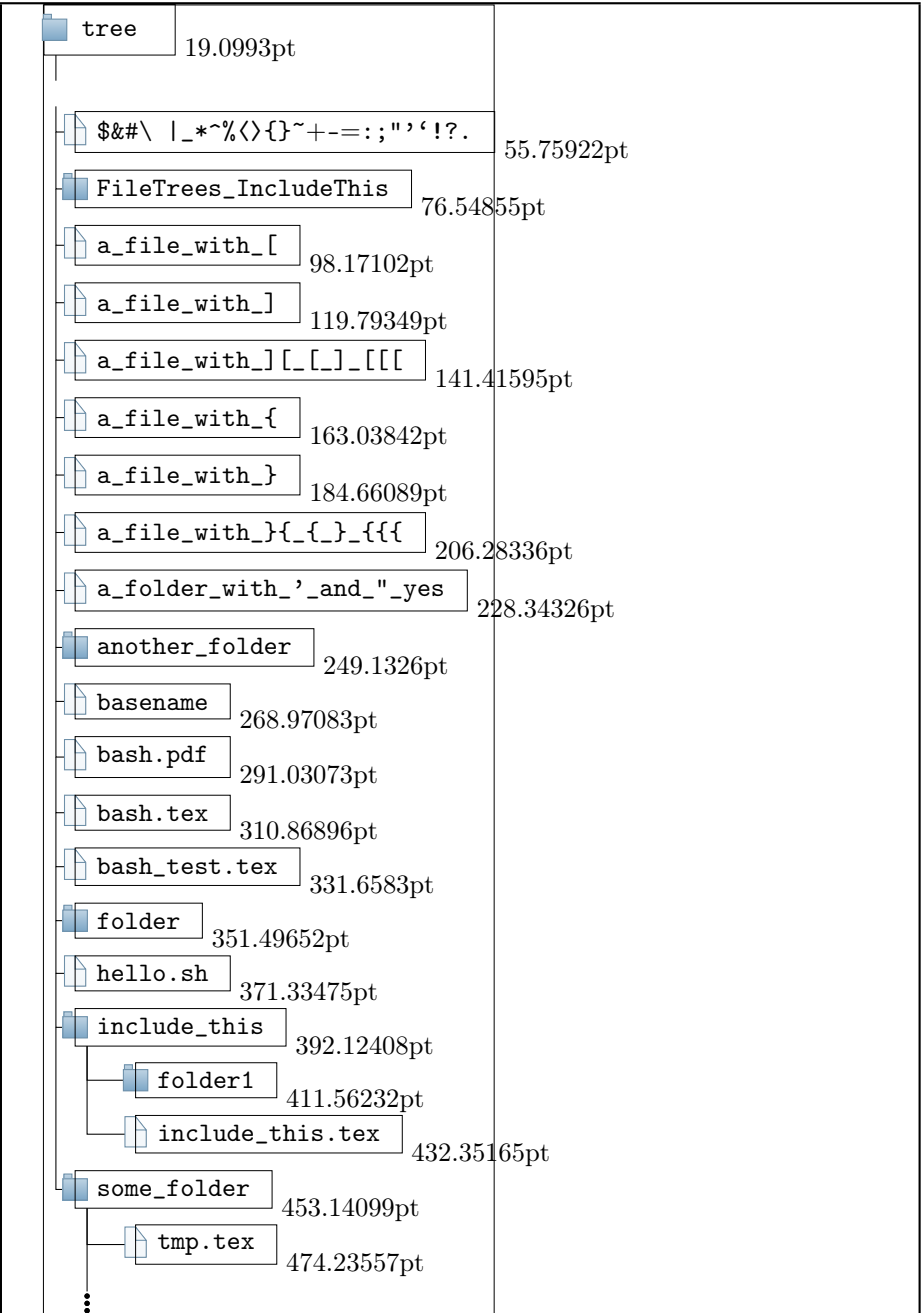 tree
19.0993pt
$&#\ |_*^%〈〉{}~+-=:;"’‘!?.
55.75922pt
FileTrees_IncludeThis
76.54855pt
a_file_with_[
98.17102pt
a_file_with_]
119.79349pt
a_file_with_][_[_]_[[[
141.41595pt
a_file_with_{
163.03842pt
a_file_with_}
184.66089pt
a_file_with_}{_{_}_{{{
206.28336pt
a_folder_with_’_and_"_yes
228.34326pt
another_folder
249.1326pt
basename
268.97083pt
bash.pdf
291.03073pt
bash.tex
310.86896pt
bash_test.tex
331.6583pt
folder
351.49652pt
hello.sh
371.33475pt
include_this
392.12408pt
folder1
411.56232pt
include_this.tex
432.35165pt
some_folder
453.14099pt
tmp.tex
474.23557pt